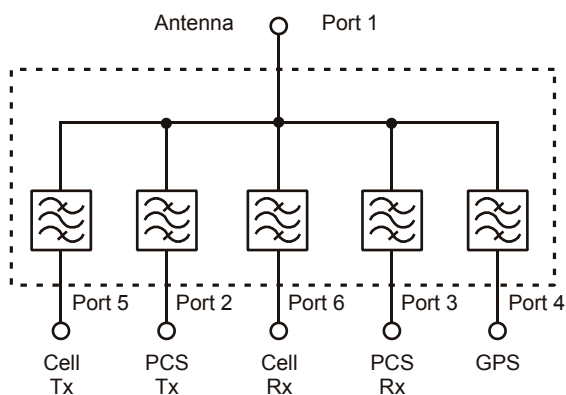 Antenna Port 1
Port 5 Port 2 Port 6 Port 3 Port 4
Cell PCS Cell PCS GPS
Tx Tx Rx Rx